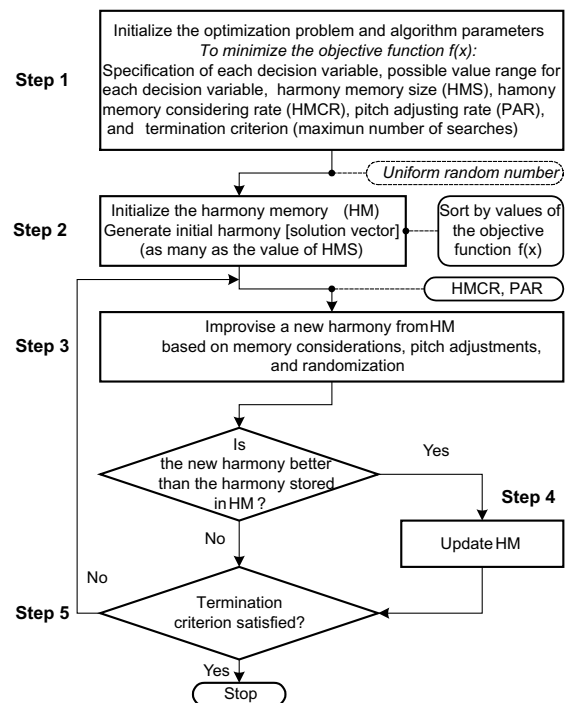 Initialize the optimization problem and algorithm parameters
To minimize the objective function f(x):
Step 1
Specification of each decision variable, possible value range for
each decision variable, harmony memory size (HMS), hamony
memory considering rate (HMCR), pitch adjusting rate (PAR),
and termination criterion (maximun number of searches)
Uniform random number
Step 2
Initialize the harmony memory (HM)
Generate initial harmony [solution vector]
(as many as the value of HMS)
Sort by values of
the objective
function f(x)
HMCR, PAR
Step 3
Improvise a new harmony fromHM
based on memory considerations, pitch adjustments,
and randomization
Is
the new harmony better
than the harmony stored
inHM ?
Yes
Step 4
Update HM
No
No
Step 5
Termination
criterion satisfied?
Yes
Stop